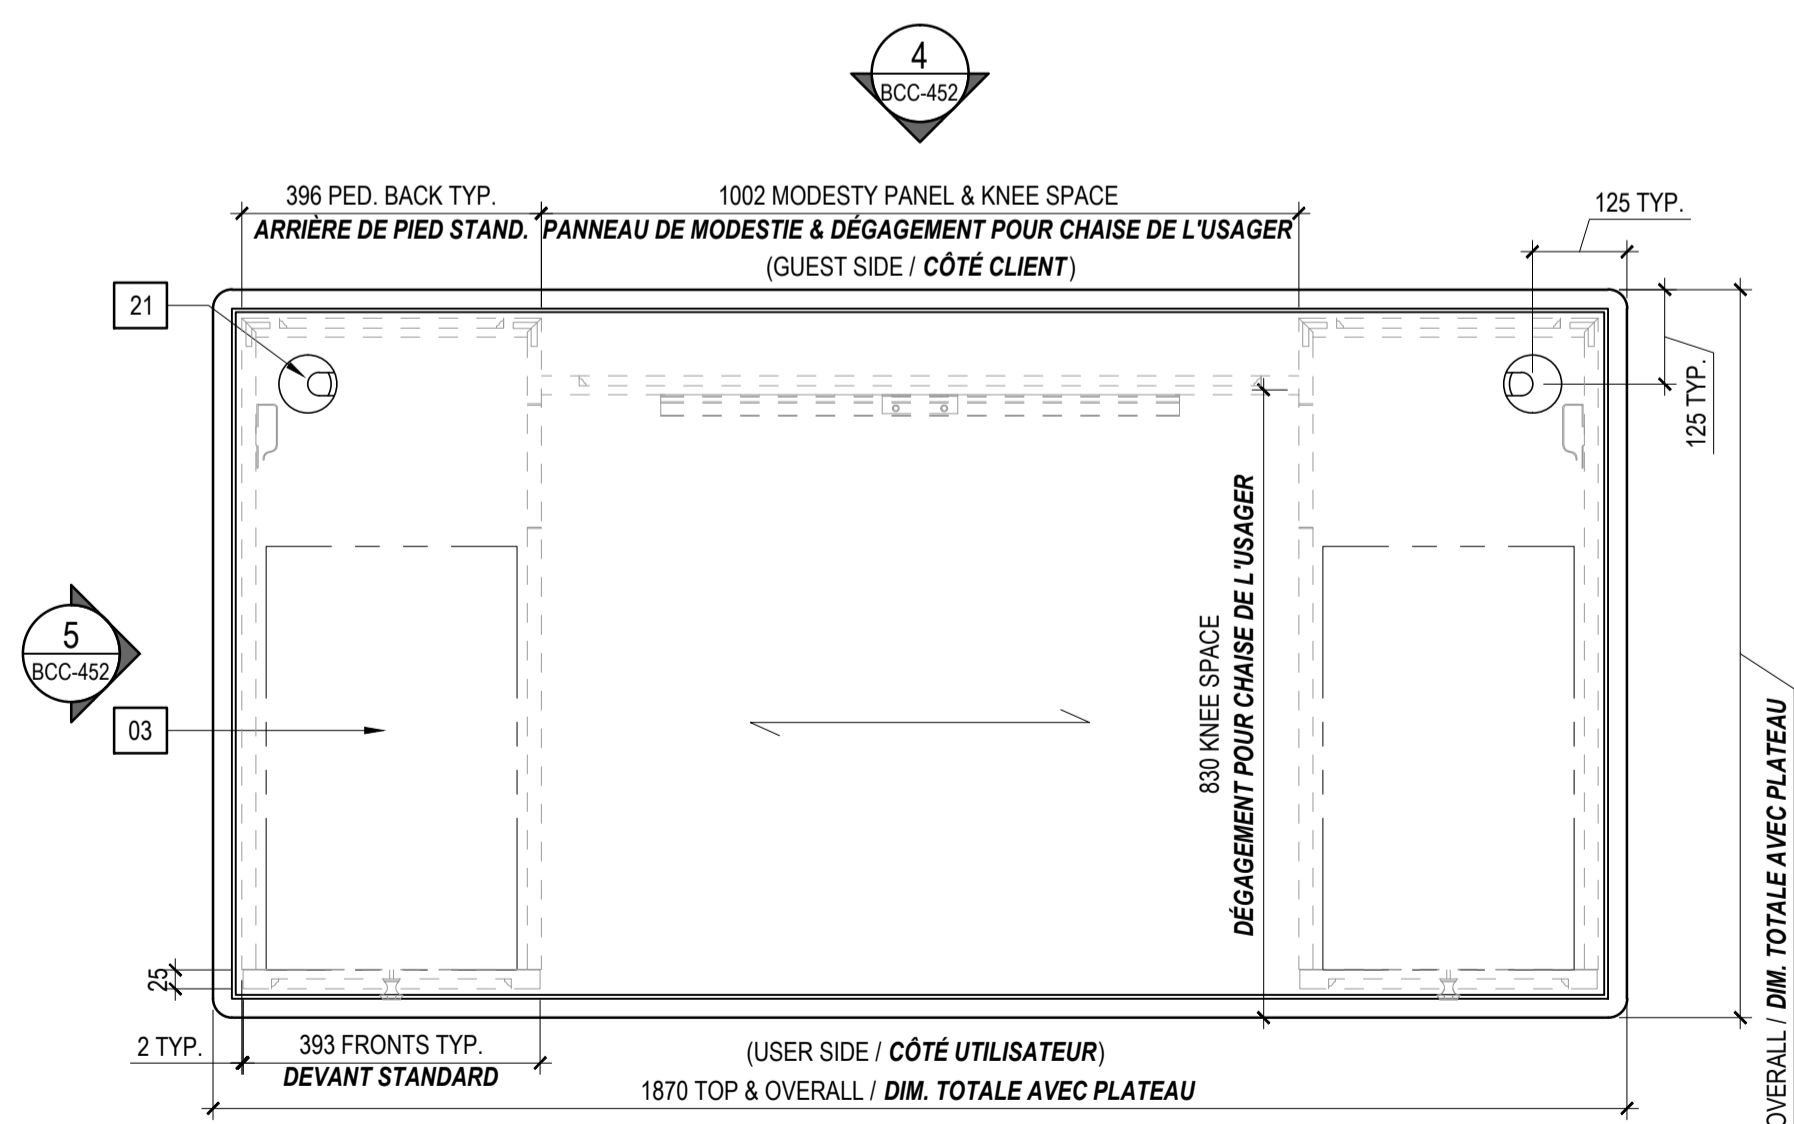 4
BCC-452
396 PED. BACK TYP.
ARRIÈRE DE PIED STAND.
1002 MODESTY PANEL & KNEE SPACE
PANNEAU DE MODESTIE & DÉGAGEMENT POUR CHAISE DE L'USAGER
(GUEST SIDE / CÔTÉ CLIENT)
125 TYP.
21
125 TYP.
5
BCC-452
03
830 KNEE SPACE
DÉGAGEMENT POUR CHAISE DE L'USAGER
OVERALL / DIM. TOTALE AVEC PLATEAU
25
2 TYP.
393 FRONTS TYP.
DEVANT STANDARD
(USER SIDE / CÔTÉ UTILISATEUR)
1870 TOP & OVERALL / DIM. TOTALE AVEC PLATEAU